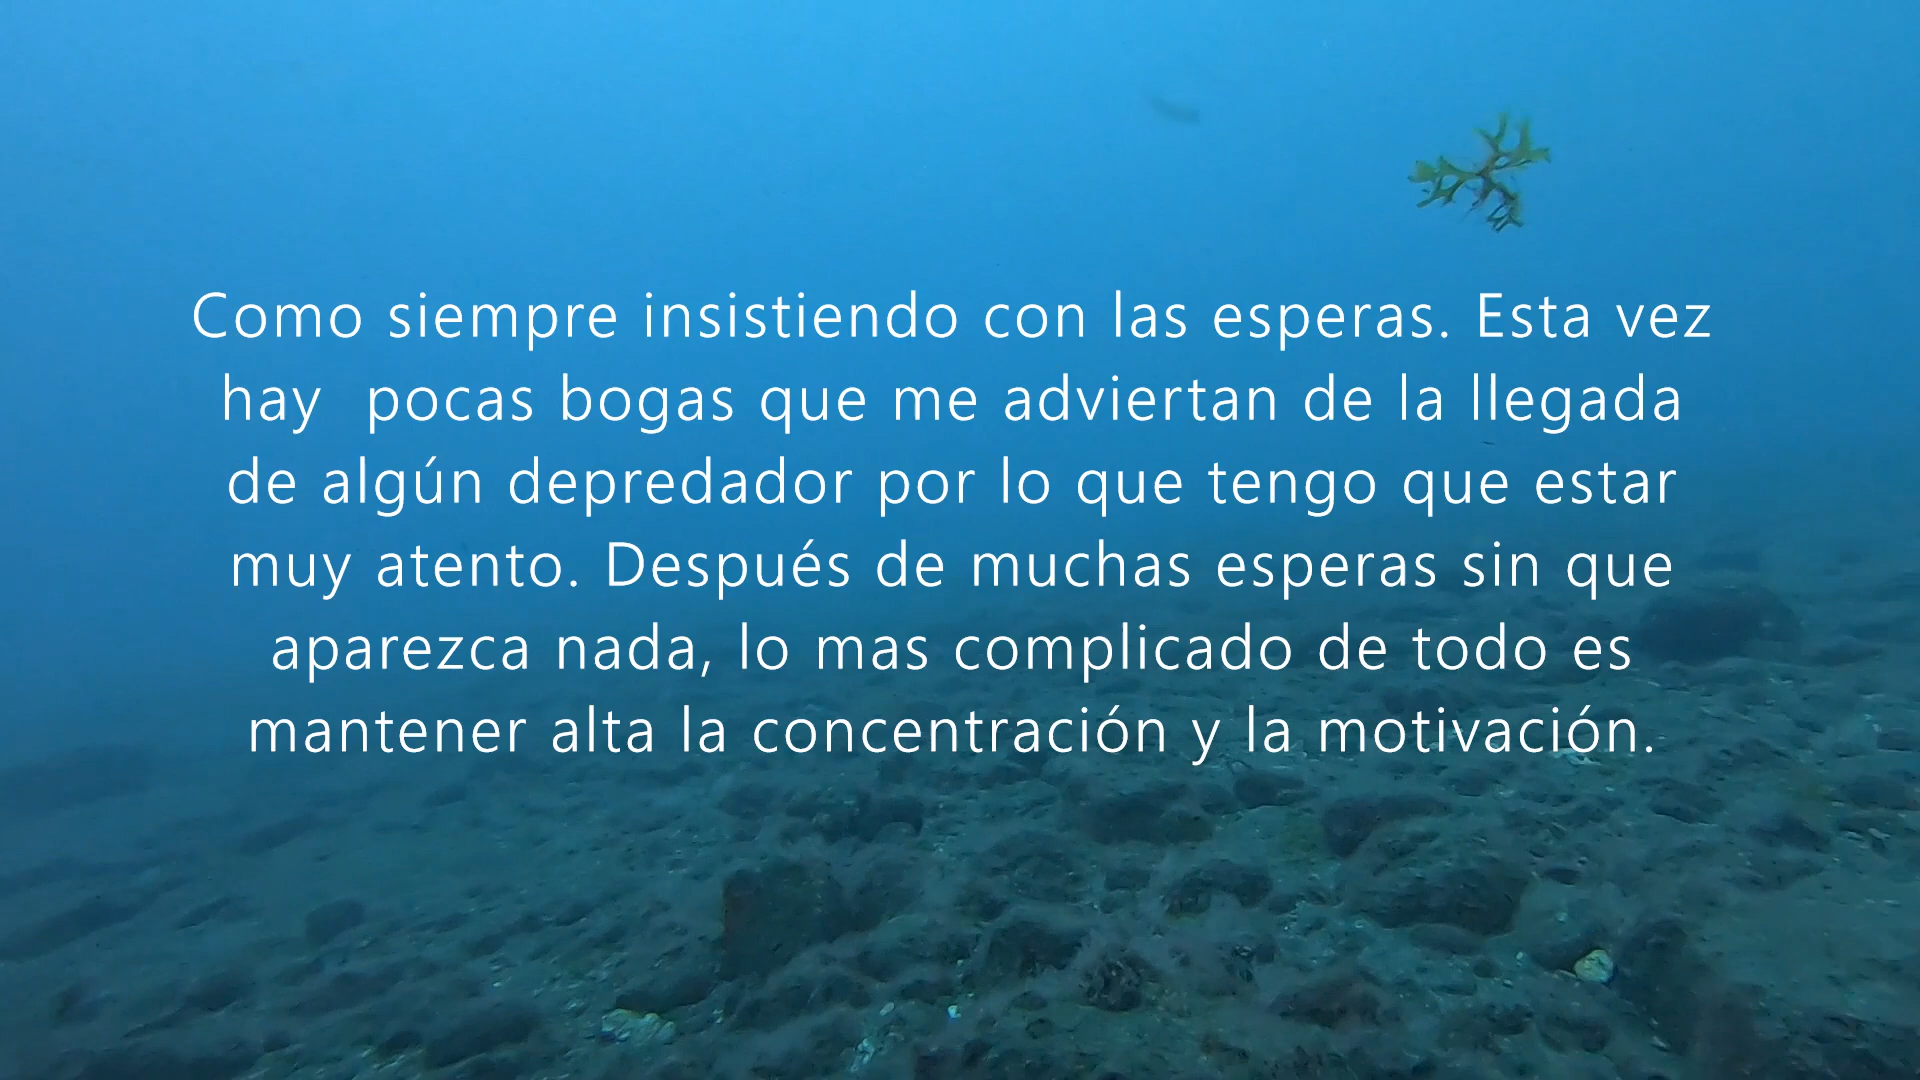 Como siempre insistiendo con las esperas. Esta vez
hay  pocas bogas que me adviertan de la llegada
de algún depredador por lo que tengo que estar
muy atento. Después de muchas esperas sin que
aparezca nada, lo mas complicado de todo es
mantener alta la concentración y la motivación.